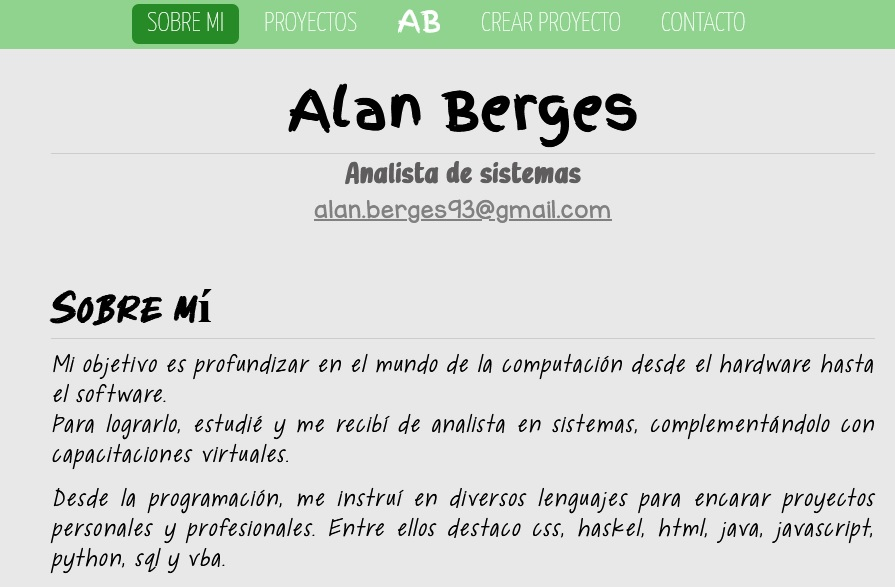 SOBRE MI PROYECTOS AB CREAR PROYECTO CONTACTO
Alan Berges
Analista de sistemas
alan.berges93@gmail.com
SOBRE Mí
Mi objetivo es profundizar en el mundo de la computación desde el hardware hasta
el software.
Para lograrlo, estudié y me recibí de analista en sistemas, complementándolo con
capacitaciones virtuales.
Desde la programación, me instruí en diversos lenguajes para encarar proyectos
personales y profesionales. Entre ellos destaco css, haskel, html, java, javascript,
python, sql y vba.